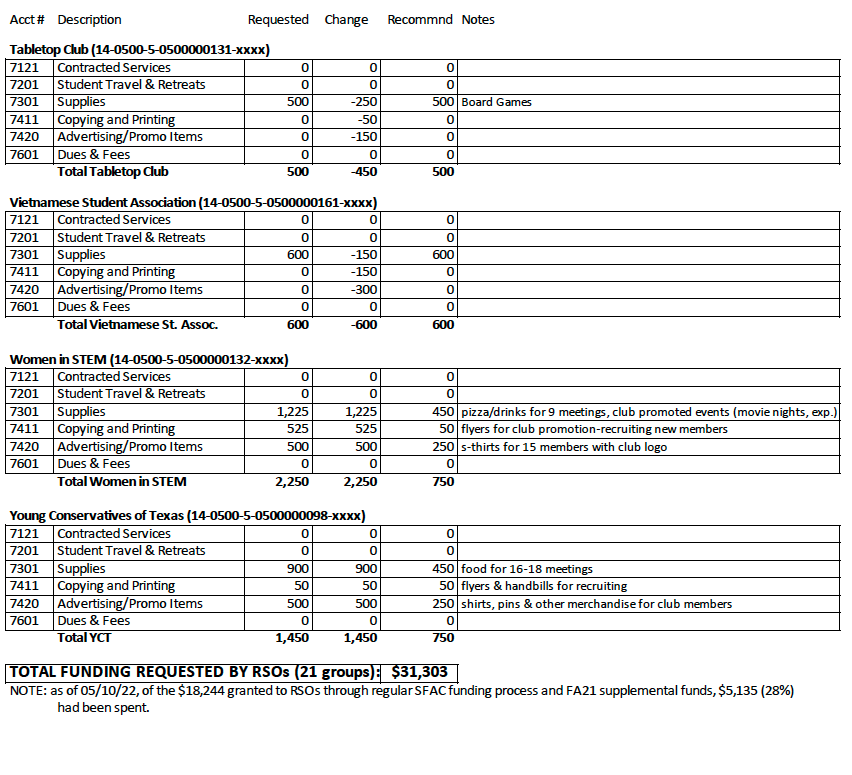 Acct # Description Requested Change Recommnd Notes
Tabletop Club (14-0500-5-0500000131-xxxx)
7121 Contracted Services 0 0 0
7201 Student Travel & Retreats 0 0 0
7301 Supplies 500 -250 500 Board Games
7411 Copying and Printing 0 -50 0
7420 Advertising/Promo Items 0 -150 0
7601 Dues & Fees 0 0 0
Total Tabletop Club 500 -450 500
Vietnamese Student Association (14-0500-5-0500000161-xxxx)
7121 Contracted Services 0 0 0
7201 Student Travel & Retreats 0 0 0
7301 Supplies 600 -150 600
7411 Copying and Printing 0 -150 0
7420 Advertising/Promo Items 0 -300 0
7601 Dues & Fees 0 0 0
Total Vietnamese St. Assoc. 600 -600 600
Women in STEM (14-0500-5-0500000132-xxxx)
7121 Contracted Services 0 0 0
7201 Student Travel & Retreats 0 0 0
7301 Supplies 1,225 1,225 450 pizza/drinks for 9 meetings, club promoted events (movie nights, exp.)
7411 Copying and Printing 525 525 50 flyers for club promotion-recruiting new members
7420 Advertising/Promo Items 500 500 250 s-thirts for 15 members with club logo
7601 Dues & Fees 0 0 0
Total Women in STEM 2,250 2,250 750
Young Conservatives of Texas (14-0500-5-0500000098-xxxx)
7121 Contracted Services 0 0 0
7201 Student Travel & Retreats 0 0 0
7301 Supplies 900 900 450 food for 16-18 meetings
7411 Copying and Printing 50 50 50 flyers & handbills for recruiting
7420 Advertising/Promo Items 500 500 250 shirts, pins & other merchandise for club members
7601 Dues & Fees 0 0 0
Total YCT 1,450 1,450 750
TOTAL FUNDING REQUESTED BY RSOs (21 groups): $31,303
NOTE: as of 05/10/22, of the $18,244 granted to RSOs through regular SFAC funding process and FA21 supplemental funds, $5,135 (28%)
had been spent.